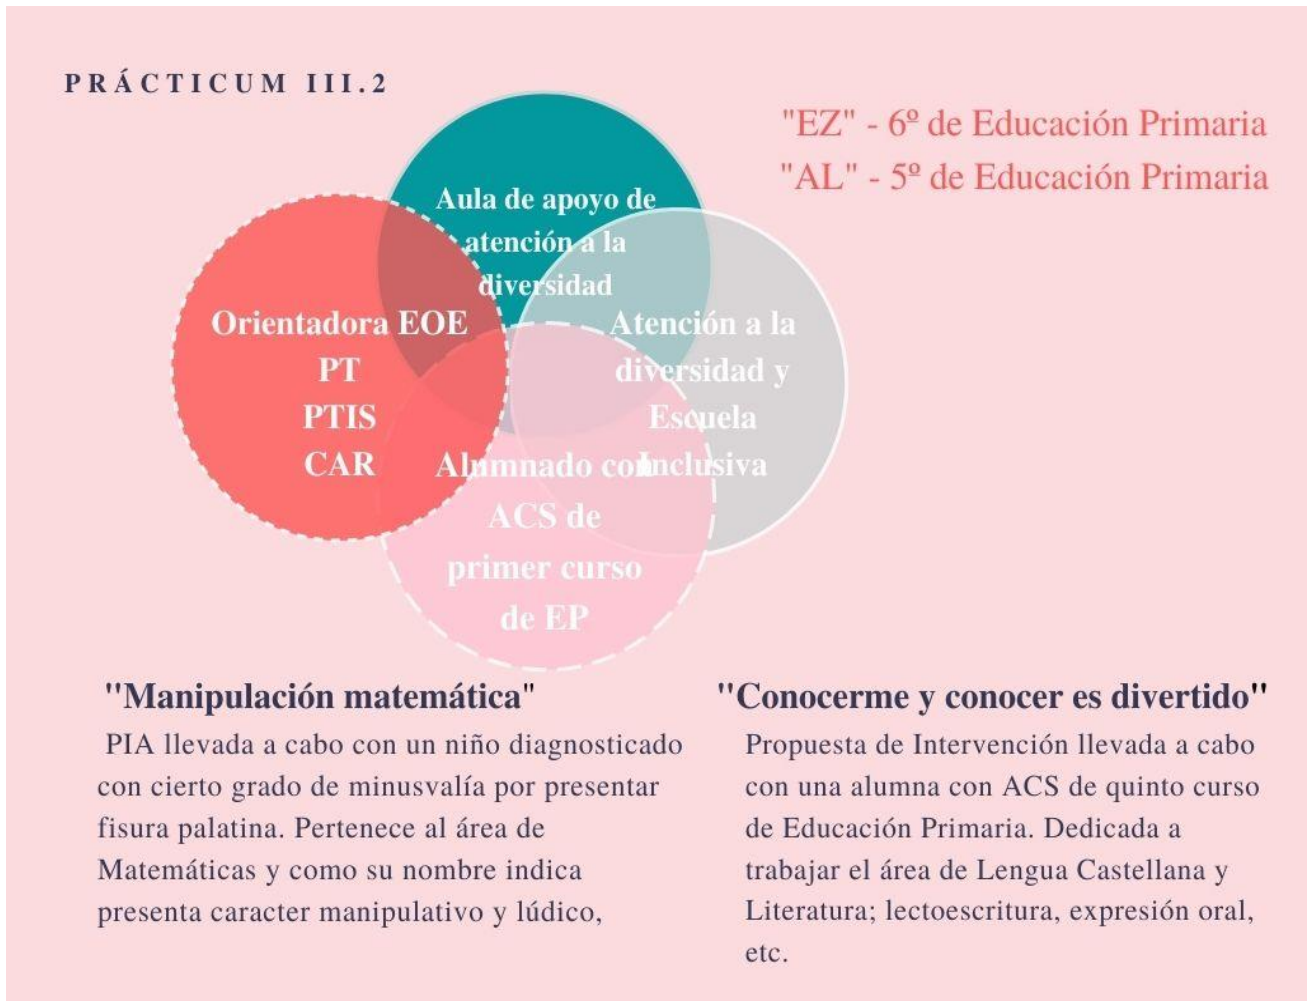 PRÁCTICUM III.2
"EZ" - 6º de Educación Primaria
"AL" - 5º de Educación Primaria
Aula de apoyo de
atención a la
diversidad
Orientadora EOE
PT
PTIS
CAR
Atención a la
diversidad y
Escuela
Inclusiva
Alumnado con
ACS de
primer curso
de EP
"Manipulación matemática"
PIA llevada a cabo con un niño diagnosticado
con cierto grado de minusvalía por presentar
fisura palatina. Pertenece al área de
Matemáticas y como su nombre indica
presenta caracter manipulativo y lúdico,
"Conocerme y conocer es divertido"
Propuesta de Intervención llevada a cabo
con una alumna con ACS de quinto curso
de Educación Primaria. Dedicada a
trabajar el área de Lengua Castellana y
Literatura; lectoescritura, expresión oral,
etc.